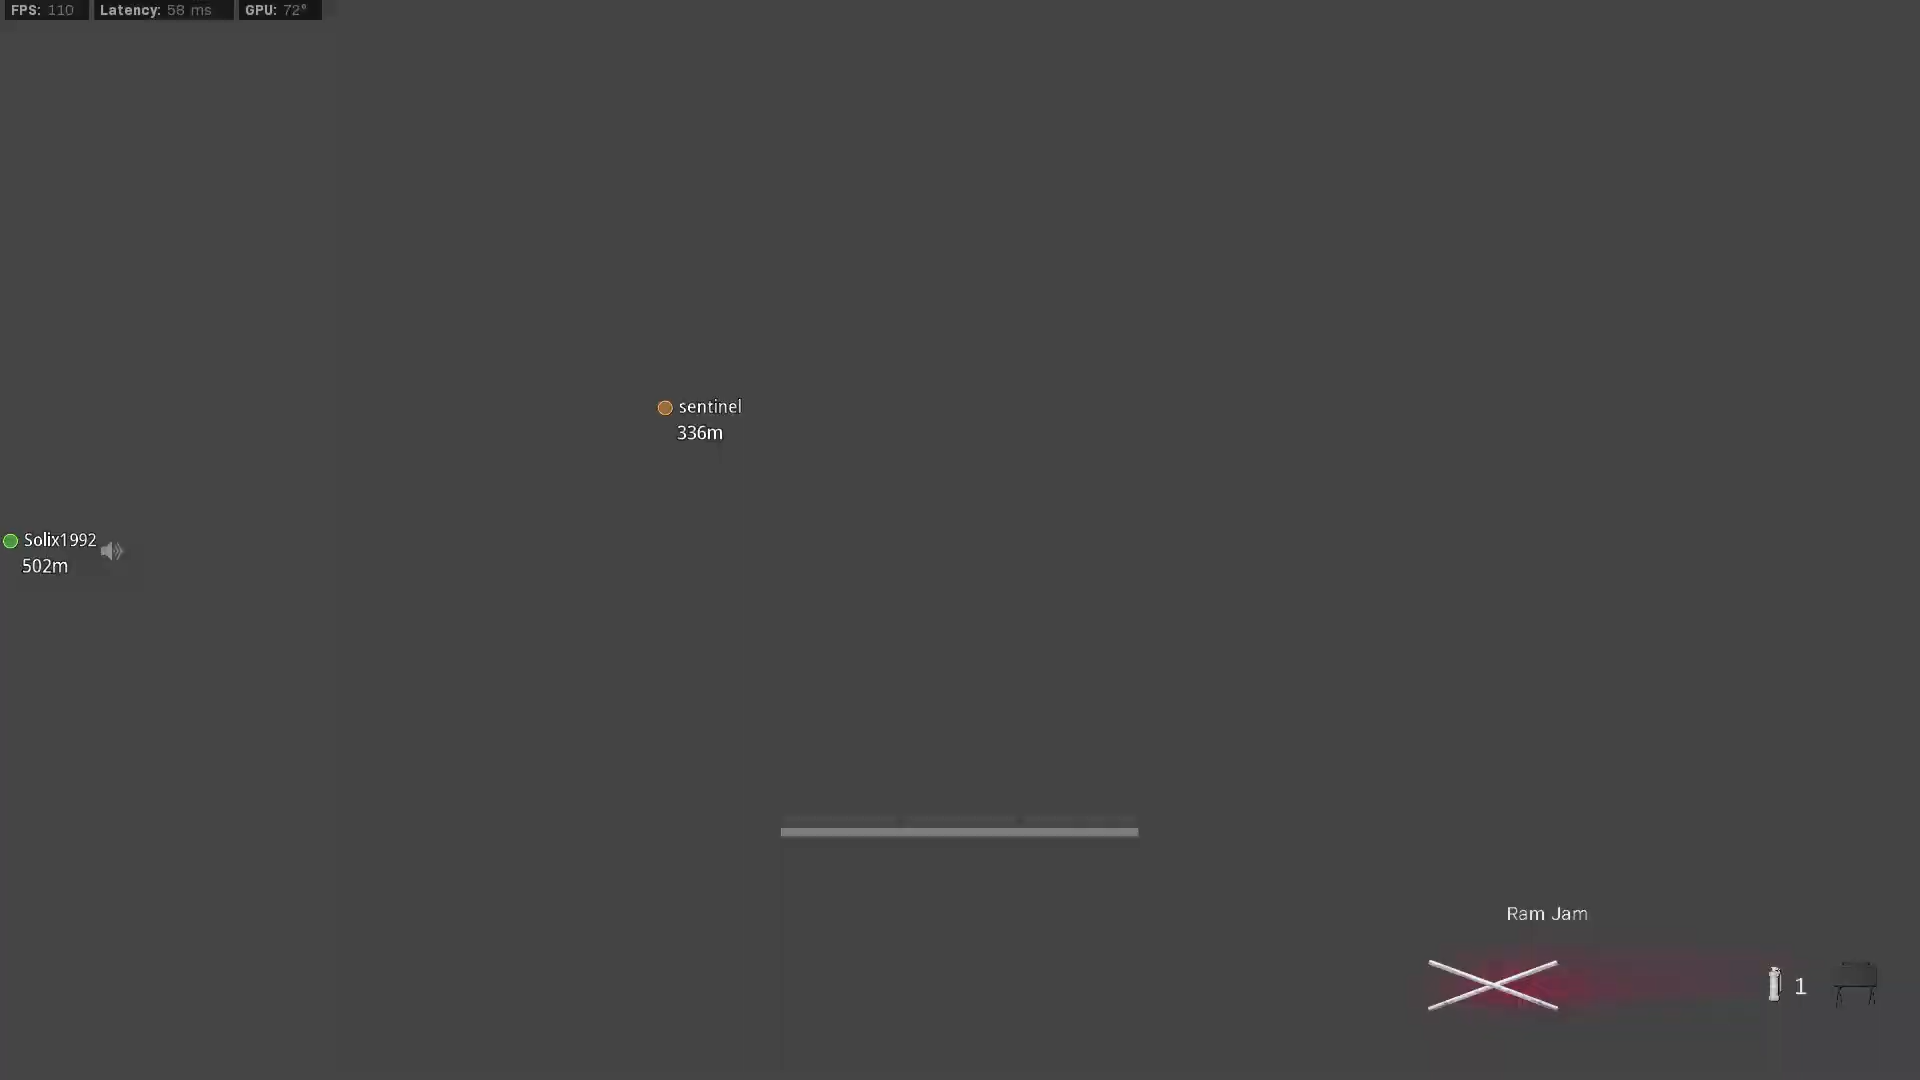 FPS: 110 Latency: 58 ms GPU: 72°
sentinel
336m
Solix1992
502m
Ram Jam
1